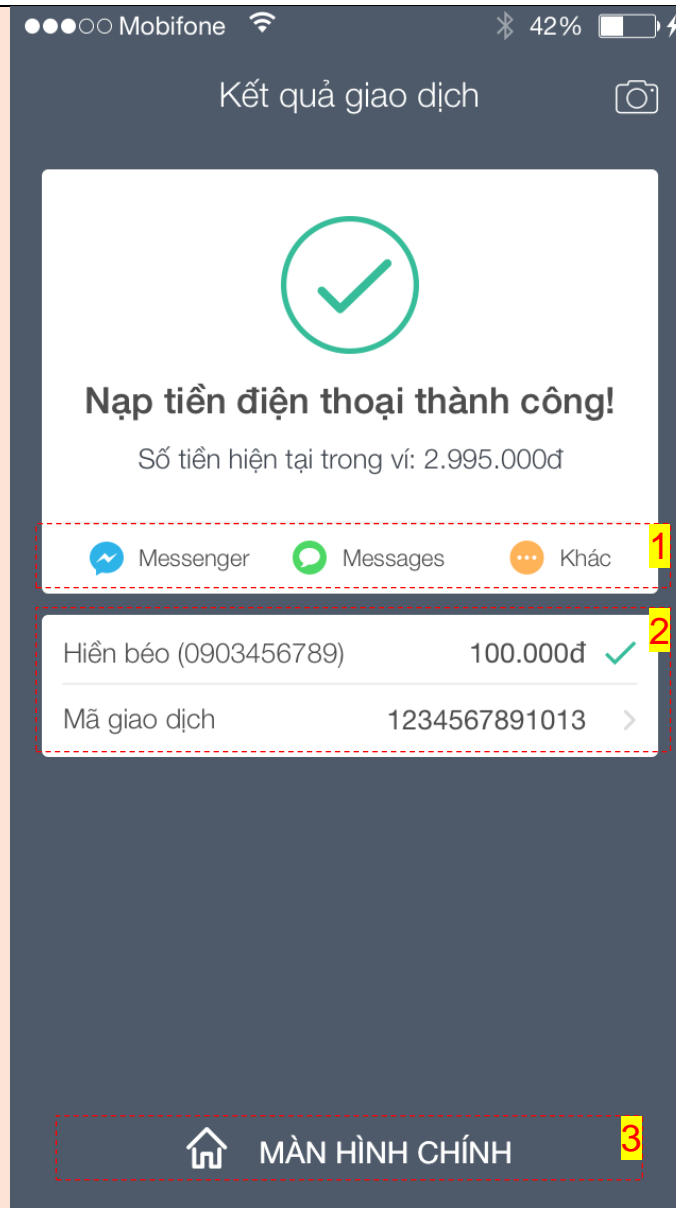 Mobifone 42%
Kết quả giao dịch
Nạp tiền điện thoại thành công!
Số tiền hiện tại trong ví: 2.995.000đ
Messenger Messages Khác 1
Hiền béo (0903456789) 100.000đ 2
Mã giao dịch 1234567891013
MÀN HÌNH CHÍNH 3